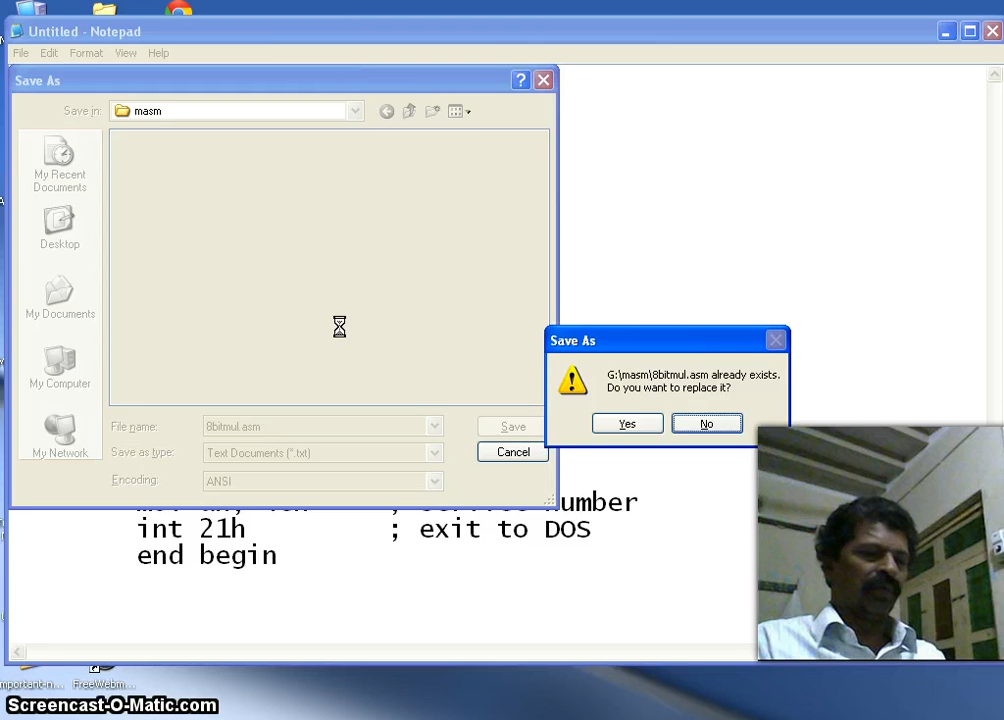 Untitled - Notepad
File Edit Format View Help
Save As
Save in: masm
My Recent
Documents
Desktop
My Documents
My Computer
My Network
File name: 8bitmul.asm Save
Save as type: Text Documents (*.txt) Cancel
Encoding: ANSI
Save As
G:\masm\8bitmul.asm already exists.
Do you want to replace it?
Yes No
number
int 21h ; exit to DOS
end begin
FreeWebm...
Screencast-O-Matic.com